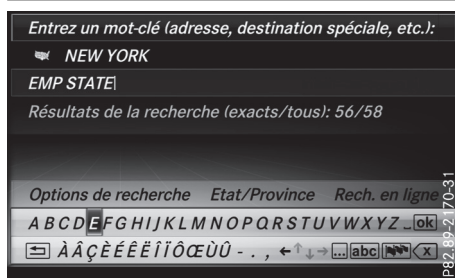 Entrez un mot-clé (adresse, destination spéciale, etc.):
NEW YORK
EMP STATE
Résultats de la recherche (exacts/tous): 56/58
Options de recherche Etat/Province Rech. en ligne
A B C D E F G H I J K L M N O P Q R S T U V W X Y Z _ ok
À Â Ç È É Ê Ë Î Ï Ô Œ Ù Û - . , ←↑↓→ ... abc X
P82.89-2170-31